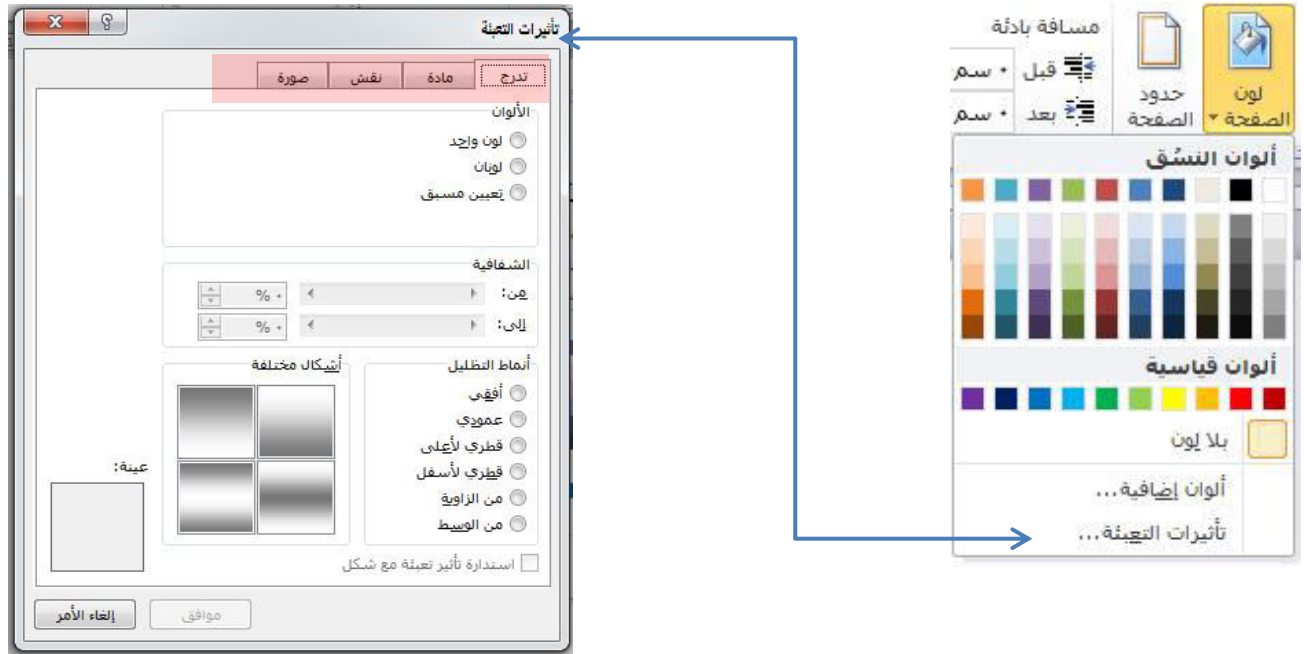 مسافة بادئة
قبل سم
بعد سم
حدود الصفحة
لون الصفحة
ألوان النسُق
ألوان قياسية
بلا لون
ألوان إضافية...
تأثيرات التعبئة...
تأثيرات التعبئة
تدرج مادة نقش صورة
الألوان
لون واحد
لونان
تعيين مسبق
الشفافية
من: %
إلى: %
أنماط التظليل
أشكال مختلفة
أفقي
عمودي
قطري لأعلى
قطري لأسفل
من الزاوية
من الوسط
عينة:
استدارة تأثير تعبئة مع شكل
موافق
إلغاء الأمر